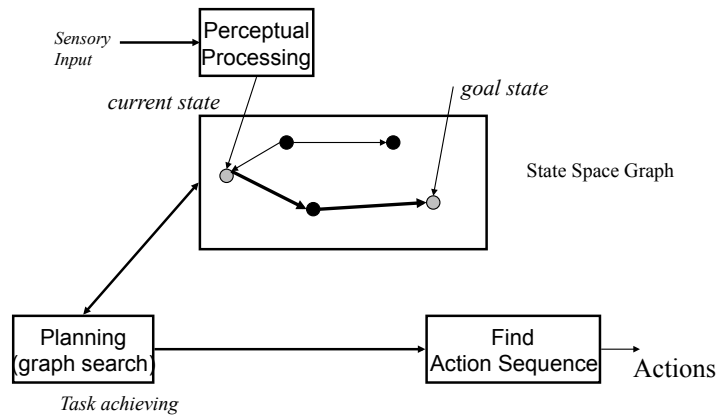 Sensory
Input
Perceptual
Processing
current state
goal state
State Space Graph
Planning
(graph search)
Find
Action Sequence
Actions
Task achieving